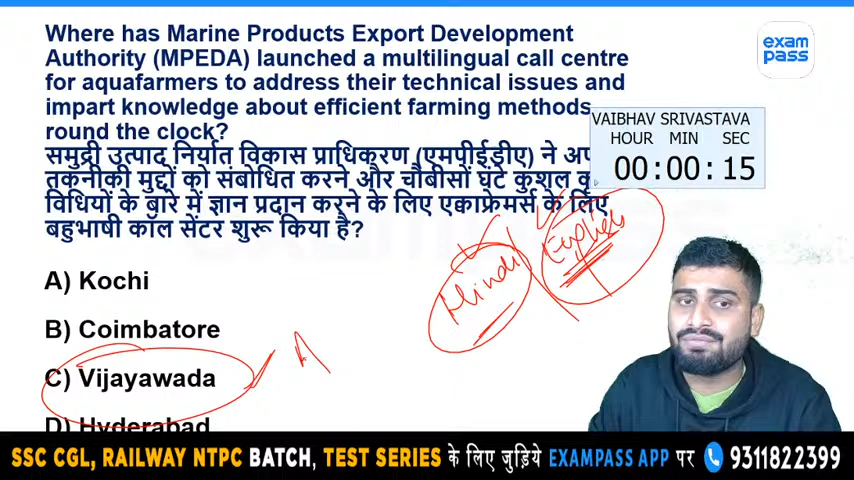 Where has Marine Products Export Development
Authority (MPEDA) launched a multilingual call centre
for aquafarmers to address their technical issues and
impart knowledge about efficient farming methods
round the clock?
समुद्री उत्पाद निर्यात विकास प्राधिकरण (एमपीईडीए) ने
तकनीकी मुद्दों को संबोधित करने और चौबीसों घंटे कुशल
विधियों के बारे में ज्ञान प्रदान करने के लिए एक्वाफ्रेमर्स के लिए
बहुभाषी कॉल सेंटर शुरू किया है?
A) Kochi
B) Coimbatore
C) Vijayawada
D) Hyderabad
exam
pass
VAIBHAV SRIVASTAVA
HOUR MIN SEC
00:00:15
Hindi
English
SSC CGL, RAILWAY NTPC BATCH, TEST SERIES के लिए जुड़िये EXAMPASS APP पर 9311822399